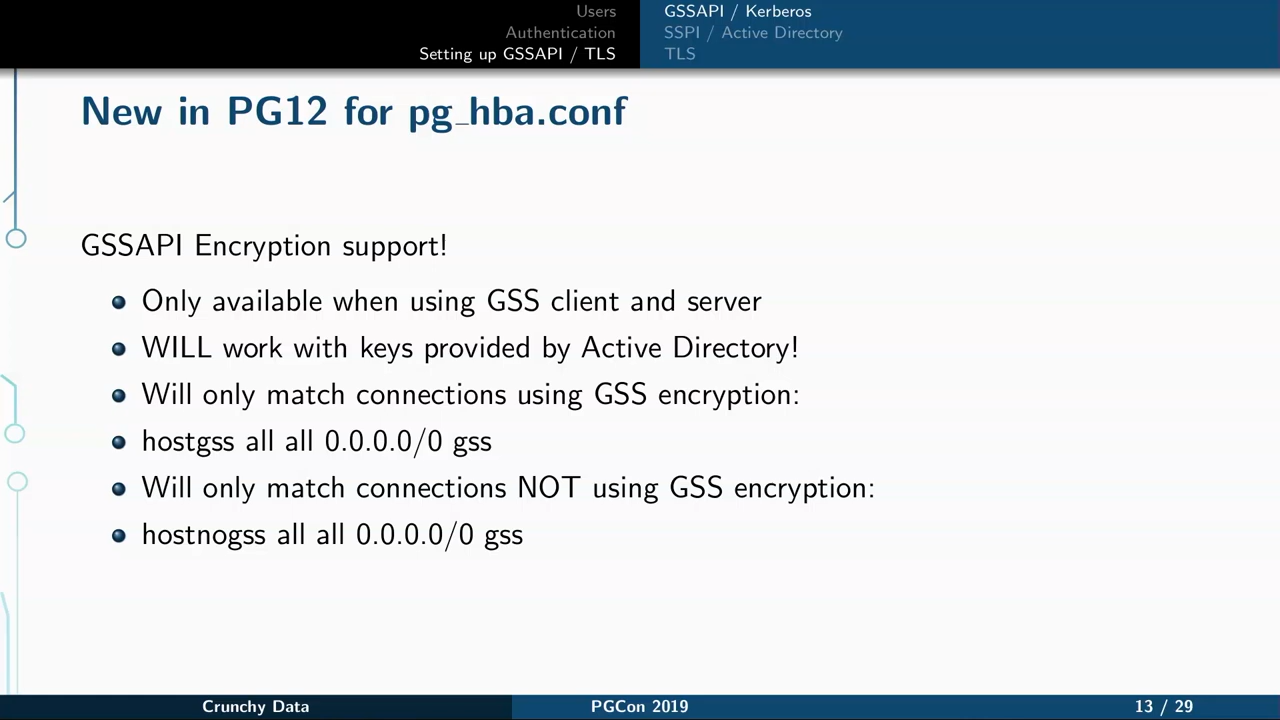 Users
Authentication
Setting up GSSAPI / TLS
GSSAPI / Kerberos
SSPI / Active Directory
TLS
New in PG12 for pg_hba.conf
GSSAPI Encryption support!
Only available when using GSS client and server
WILL work with keys provided by Active Directory!
Will only match connections using GSS encryption:
hostgss all all 0.0.0.0/0 gss
Will only match connections NOT using GSS encryption:
hostnogss all all 0.0.0.0/0 gss
Crunchy Data
PGCon 2019
13 / 29